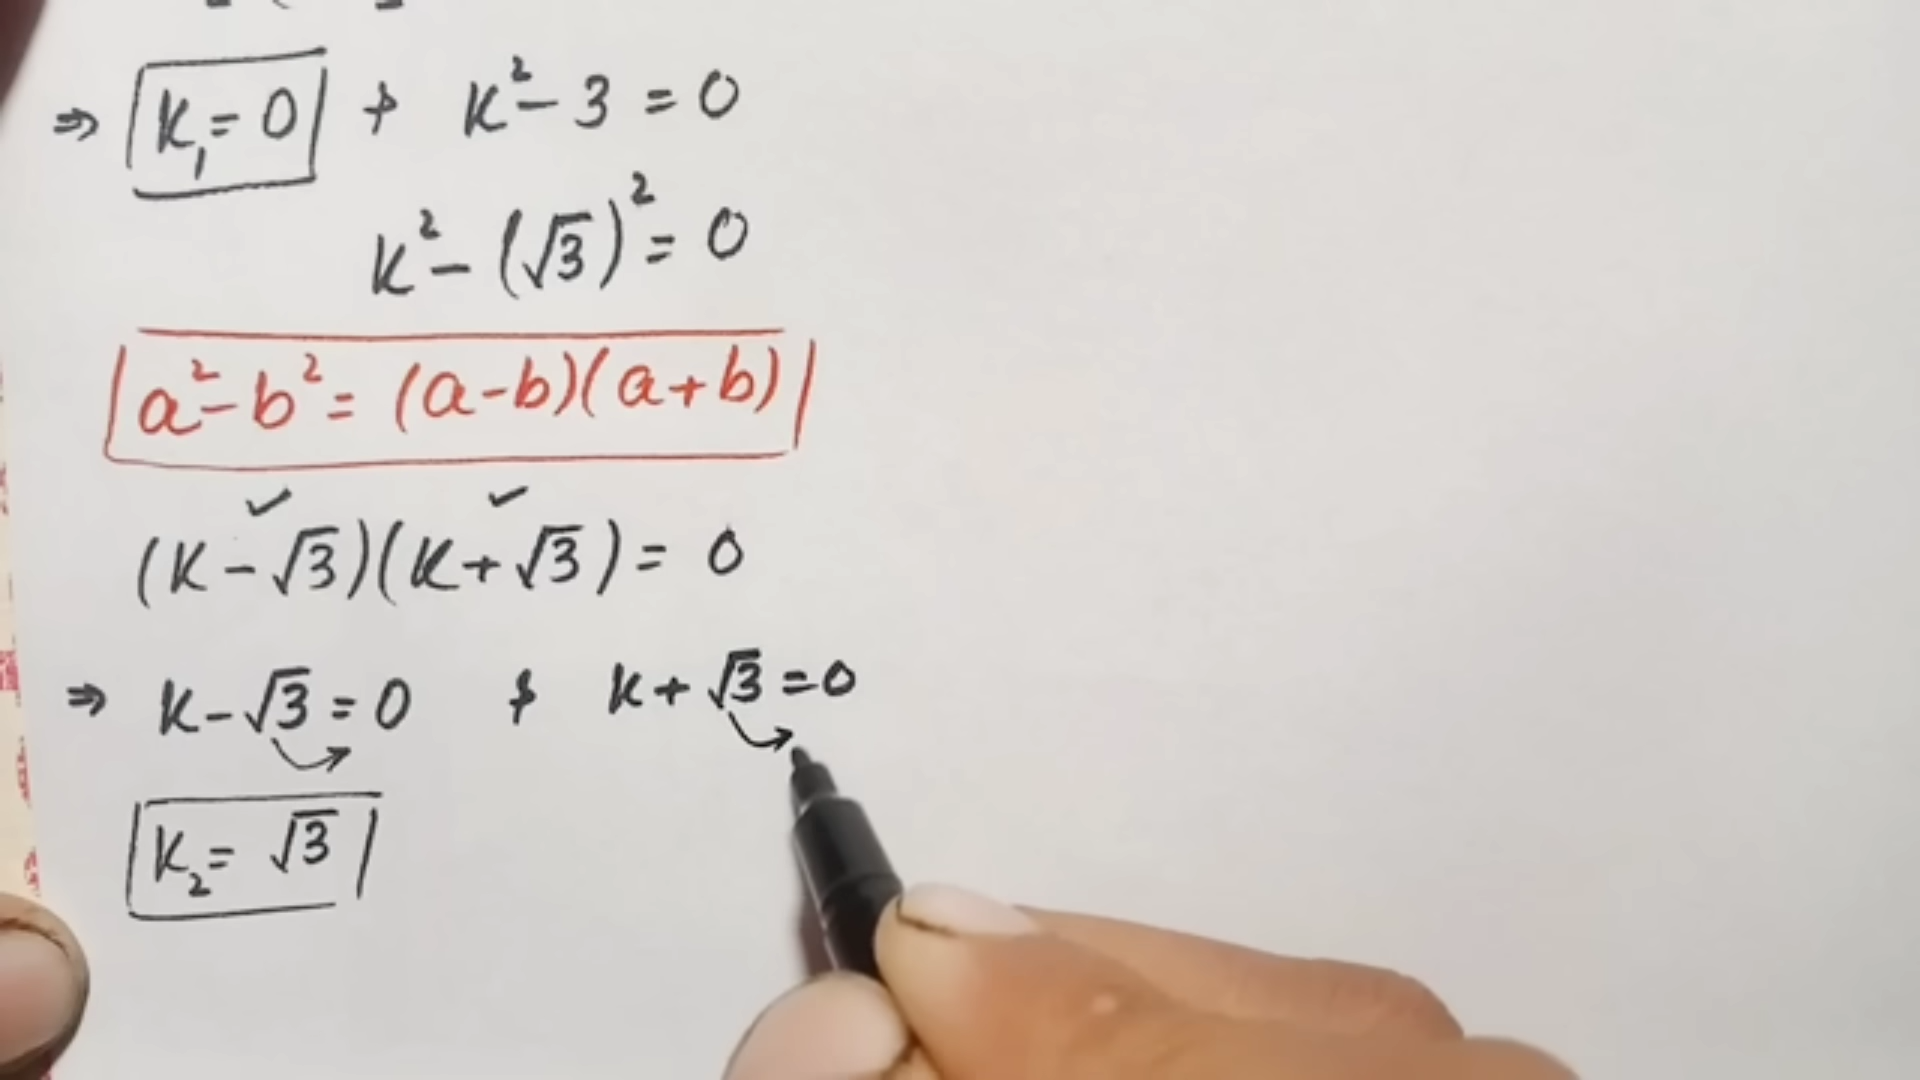 ⇒ K₁ = 0 & K² - 3 = 0
K² - (√3)² = 0
a² - b² = (a-b)(a+b)
✓ ✓
(K - √3)(K + √3) = 0
⇒ K - √3 = 0 & K + √3 = 0
K₂ = √3